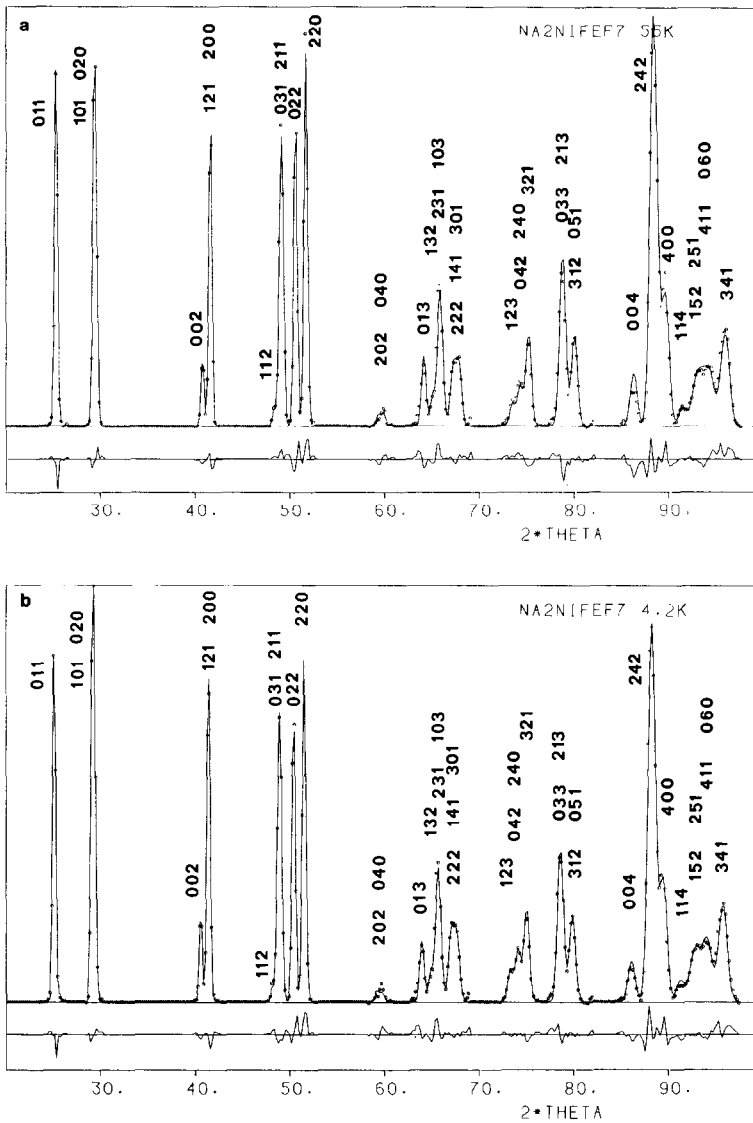 a
NA2NIFEF7 55K
011
101 020
002
121 200
112
031 211
022
220
202 040
013
132 231 103
222 141 301
123 042 240 321
033 213
312 051
004
242
400
114
152 251 411 060
341
30. 40. 50. 60. 70. 80. 90.
2*THETA
b
NA2NIFEF7 4.2K
011
101 020
002
121 200
112
031 211
022
220
202 040
013
132 231 103
222 141 301
123 042 240 321
033 213
312 051
004
242
400
114
152 251 411 060
341
30. 40. 50. 60. 70. 80. 90.
2*THETA